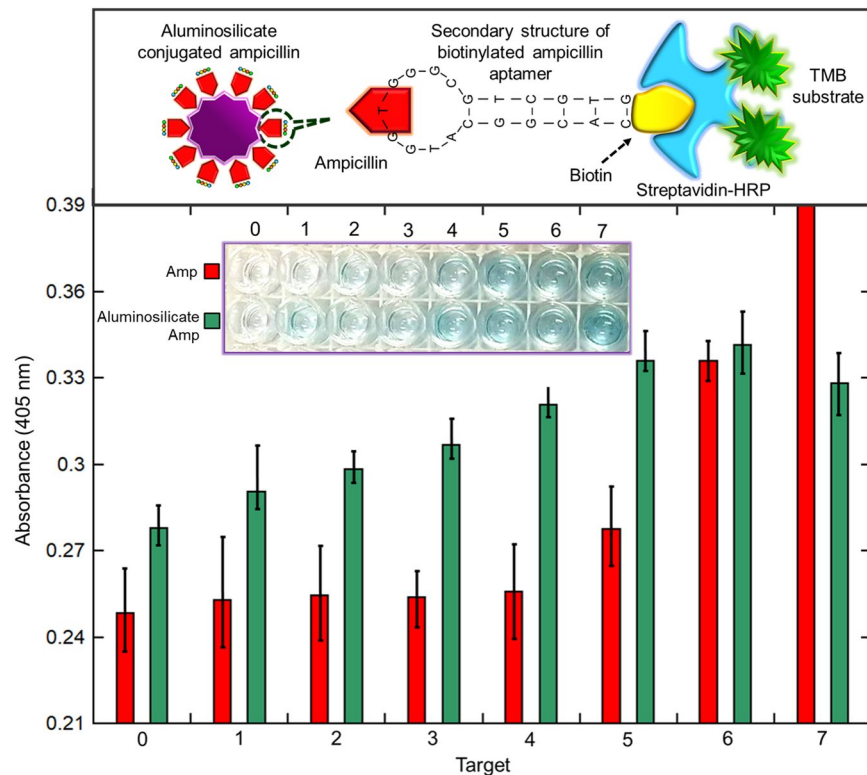 Aluminosilicate
conjugated ampicillin
Secondary structure of
biotinylated ampicillin
aptamer
TMB
substrate
G G G C G T C G T G
T
G G T A C G G C A C
Ampicillin
Biotin
Streptavidin-HRP
0.39
0.36
0.33
0.3
0.27
0.24
0.21
Absorbance (405 nm)
0 1 2 3 4 5 6 7
Amp
Aluminosilicate
Amp
0 1 2 3 4 5 6 7
Target